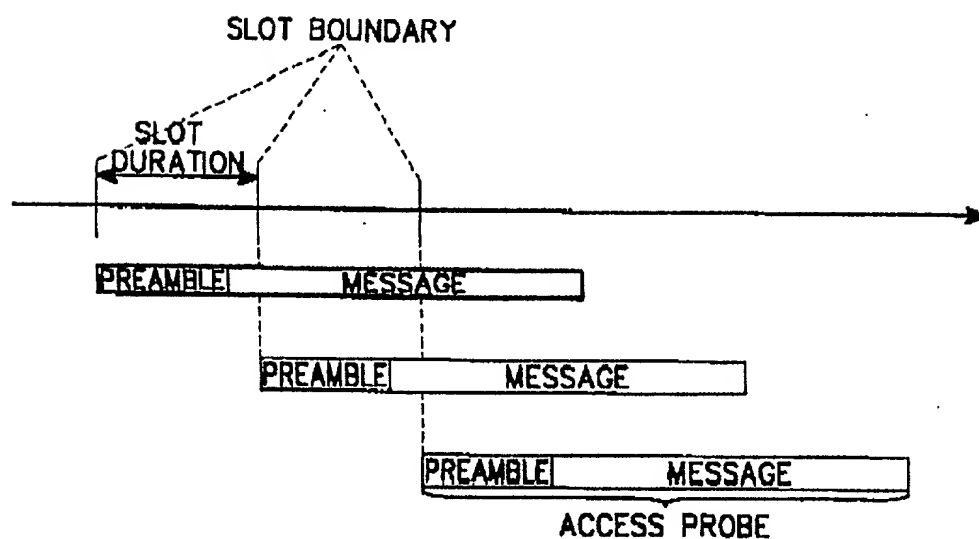 SLOT BOUNDARY
SLOT
DURATION
PREAMBLE MESSAGE
PREAMBLE MESSAGE
PREAMBLE MESSAGE
ACCESS PROBE